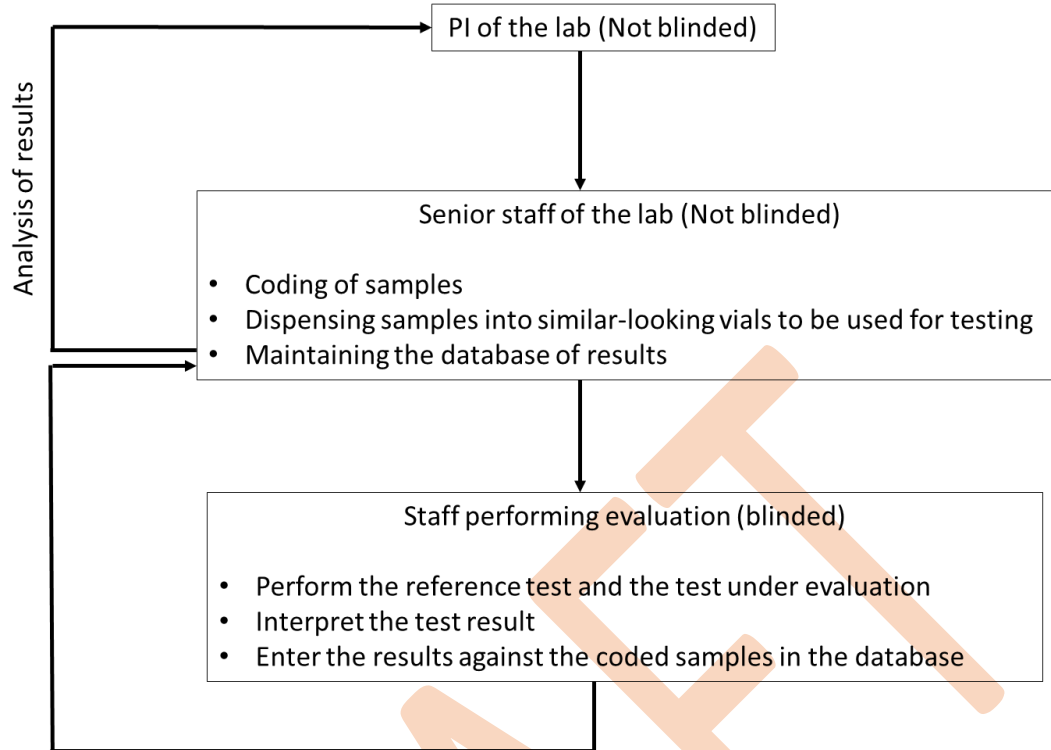 PI of the lab (Not blinded)
Analysis of results
Senior staff of the lab (Not blinded)
• Coding of samples
• Dispensing samples into similar-looking vials to be used for testing
• Maintaining the database of results
Staff performing evaluation (blinded)
• Perform the reference test and the test under evaluation
• Interpret the test result
• Enter the results against the coded samples in the database